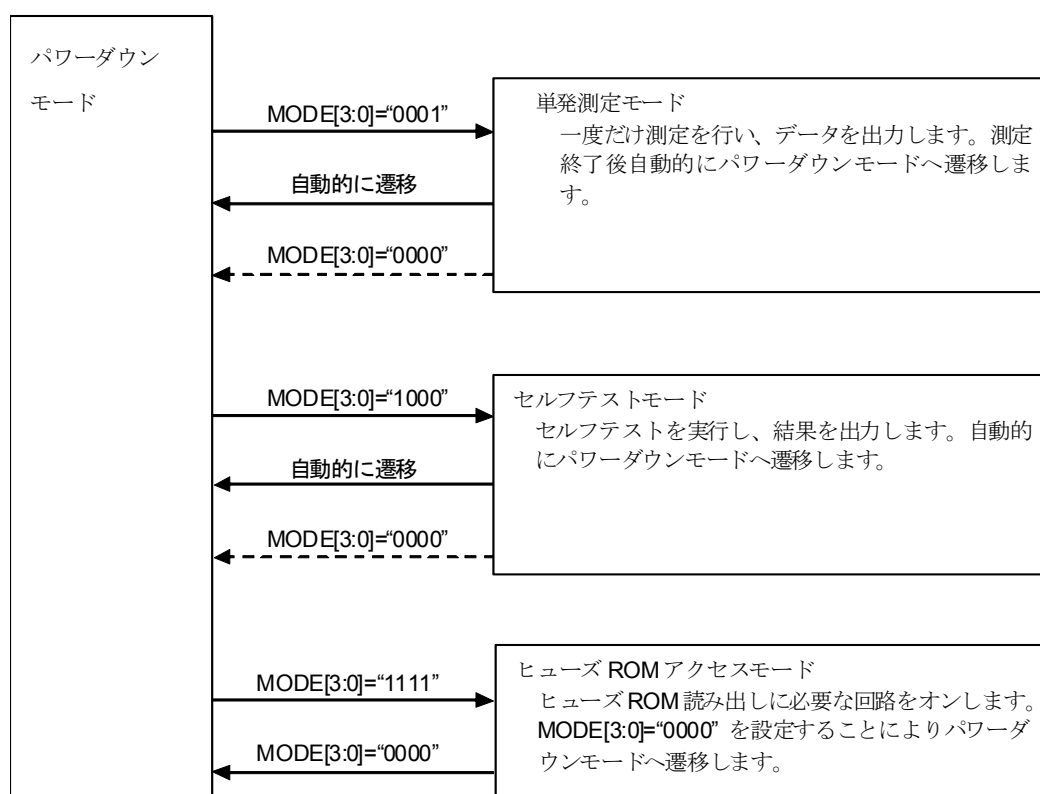 パワーダウン
モード
MODE[3:0]=“0001”
自動的に遷移
MODE[3:0]=“0000”
単発測定モード
一度だけ測定を行い、データを出力します。測定
終了後自動的にパワーダウンモードへ遷移しま
す。
MODE[3:0]=“1000”
自動的に遷移
MODE[3:0]=“0000”
セルフテストモード
セルフテストを実行し、結果を出力します。自動的
にパワーダウンモードへ遷移します。
MODE[3:0]=“1111”
MODE[3:0]=“0000”
ヒューズ ROM アクセスモード
ヒューズ ROM 読み出しに必要な回路をオンします。
MODE[3:0]=“0000” を設定することによりパワーダ
ウンモードへ遷移します。